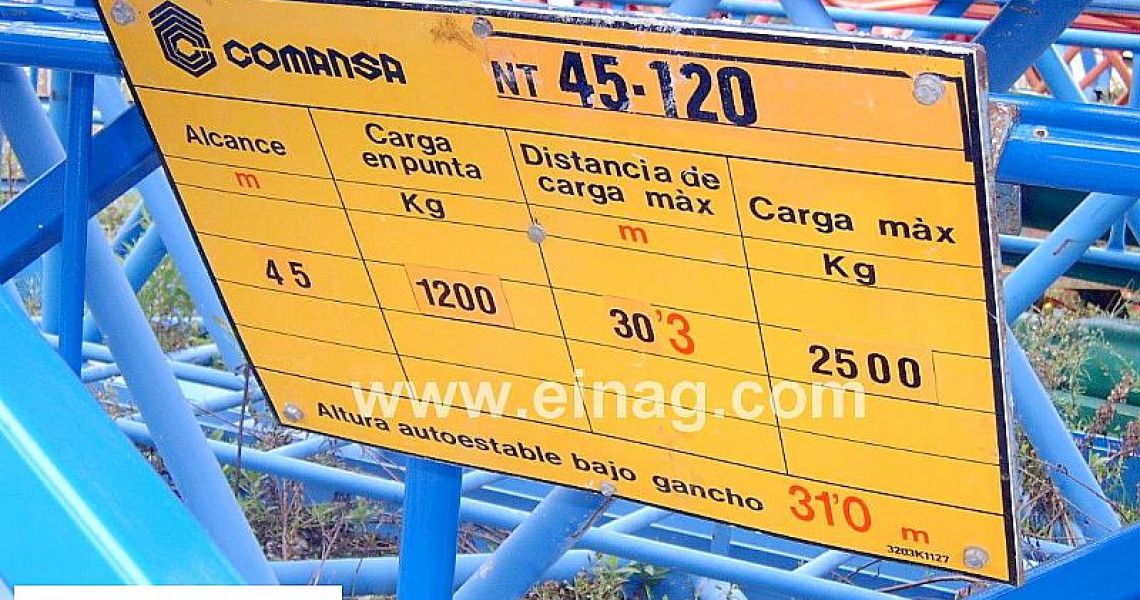 COMANSA
NT 45-120
Alcance
m
Carga
en punta
Kg
Distancia de
carga màx
m
Carga màx
Kg
45
1200
30'3
2500
www.einag.com
Altura autoestable bajo gancho 31'0 m
3203K1127